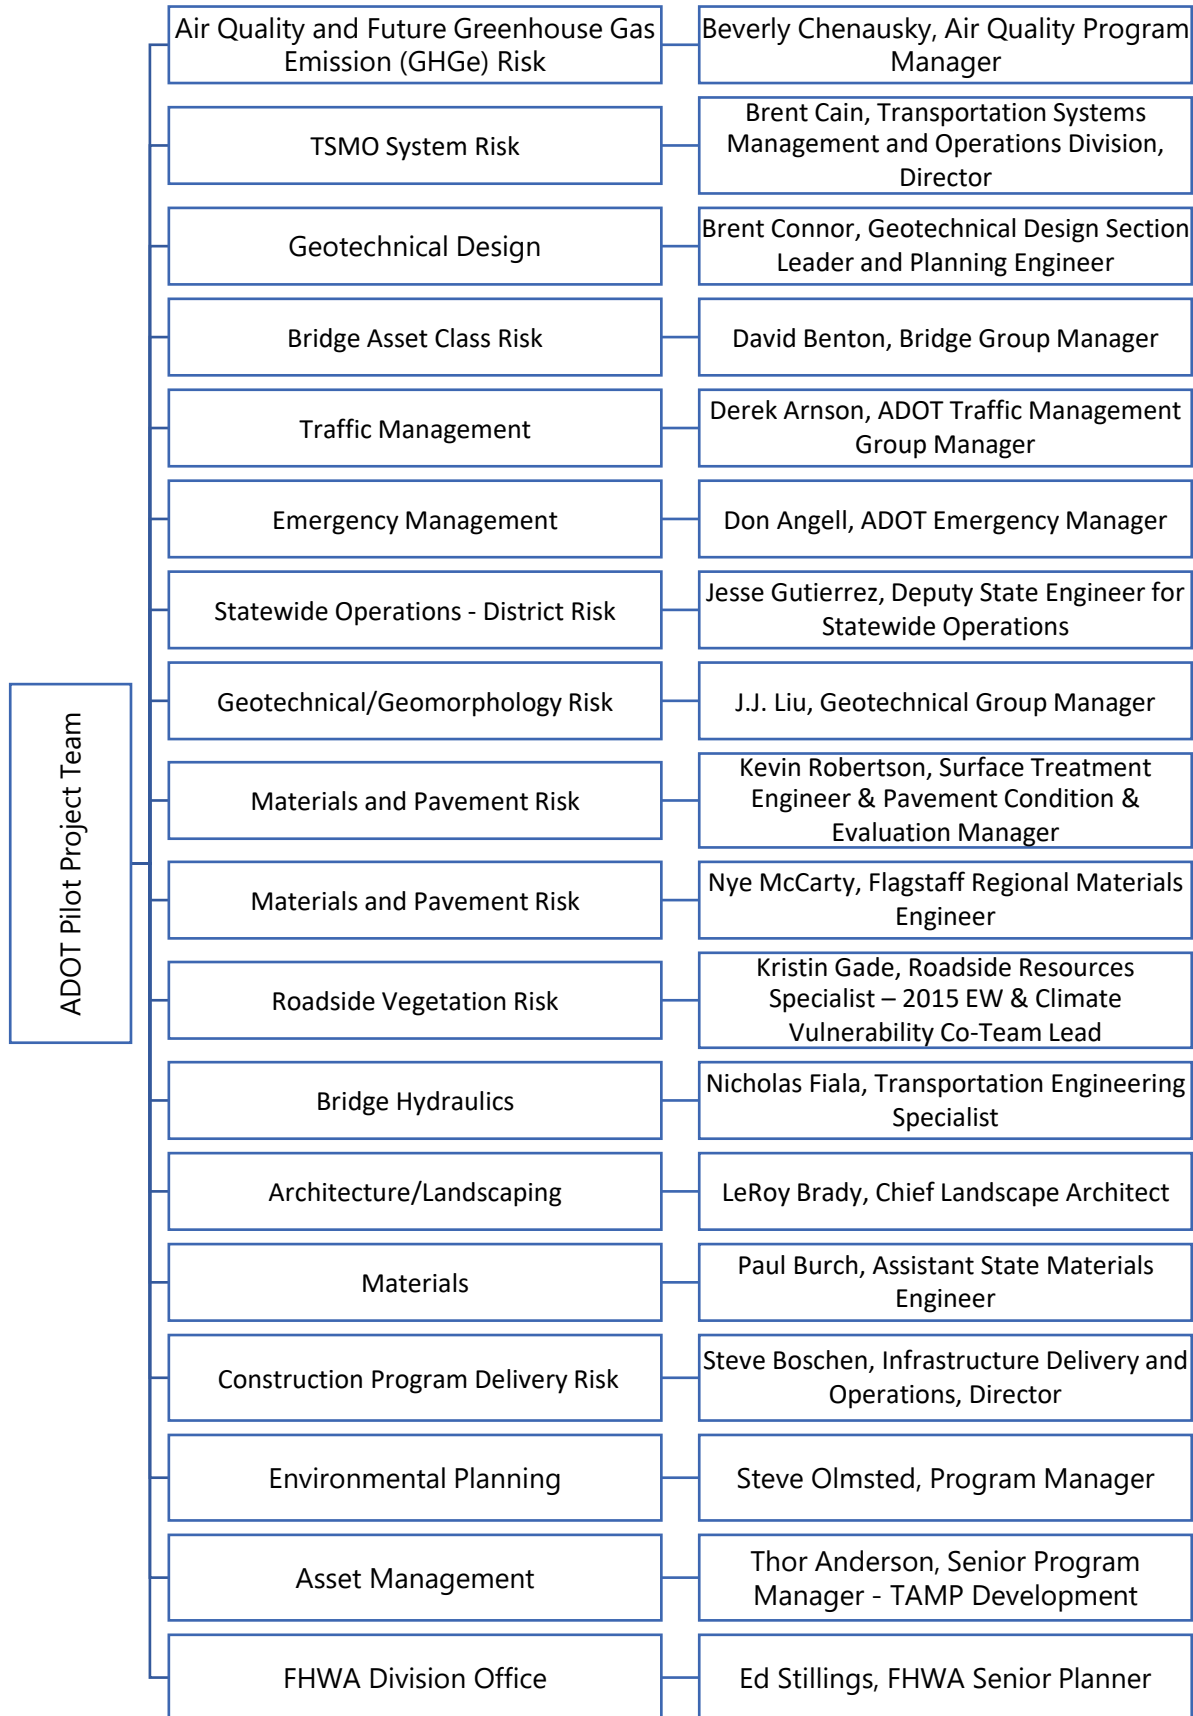 ADOT Pilot Project Team
Air Quality and Future Greenhouse Gas
Emission (GHGe) Risk
Beverly Chenausky, Air Quality Program
Manager
TSMO System Risk
Brent Cain, Transportation Systems
Management and Operations Division,
Director
Geotechnical Design
Brent Connor, Geotechnical Design Section
Leader and Planning Engineer
Bridge Asset Class Risk
David Benton, Bridge Group Manager
Traffic Management
Derek Arnson, ADOT Traffic Management
Group Manager
Emergency Management
Don Angell, ADOT Emergency Manager
Statewide Operations - District Risk
Jesse Gutierrez, Deputy State Engineer for
Statewide Operations
Geotechnical/Geomorphology Risk
J.J. Liu, Geotechnical Group Manager
Materials and Pavement Risk
Kevin Robertson, Surface Treatment
Engineer & Pavement Condition &
Evaluation Manager
Materials and Pavement Risk
Nye McCarty, Flagstaff Regional Materials
Engineer
Roadside Vegetation Risk
Kristin Gade, Roadside Resources
Specialist – 2015 EW & Climate
Vulnerability Co-Team Lead
Bridge Hydraulics
Nicholas Fiala, Transportation Engineering
Specialist
Architecture/Landscaping
LeRoy Brady, Chief Landscape Architect
Materials
Paul Burch, Assistant State Materials
Engineer
Construction Program Delivery Risk
Steve Boschen, Infrastructure Delivery and
Operations, Director
Environmental Planning
Steve Olmsted, Program Manager
Asset Management
Thor Anderson, Senior Program
Manager - TAMP Development
FHWA Division Office
Ed Stillings, FHWA Senior Planner